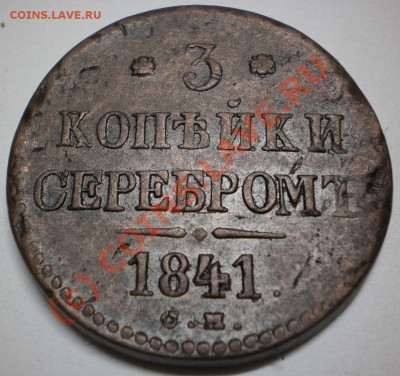 COINS.LAVE.RU
* 3 *
КОПѢЙКИ
СЕРЕБРОМЪ
1841.
С.М.